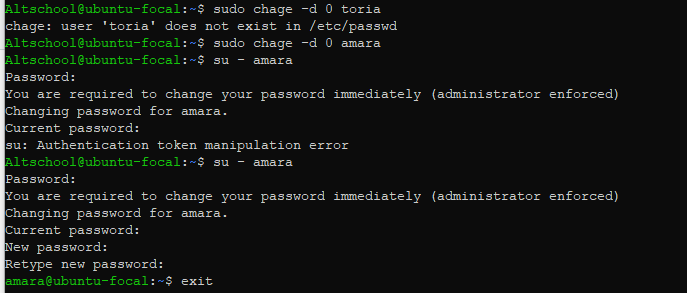 Altschool@ubuntu-focal:~$ sudo chage -d 0 toria
chage: user 'toria' does not exist in /etc/passwd
Altschool@ubuntu-focal:~$ sudo chage -d 0 amara
Altschool@ubuntu-focal:~$ su - amara
Password:
You are required to change your password immediately (administrator enforced)
Changing password for amara.
Current password:
su: Authentication token manipulation error
Altschool@ubuntu-focal:~$ su - amara
Password:
You are required to change your password immediately (administrator enforced)
Changing password for amara.
Current password:
New password:
Retype new password:
amara@ubuntu-focal:~$ exit